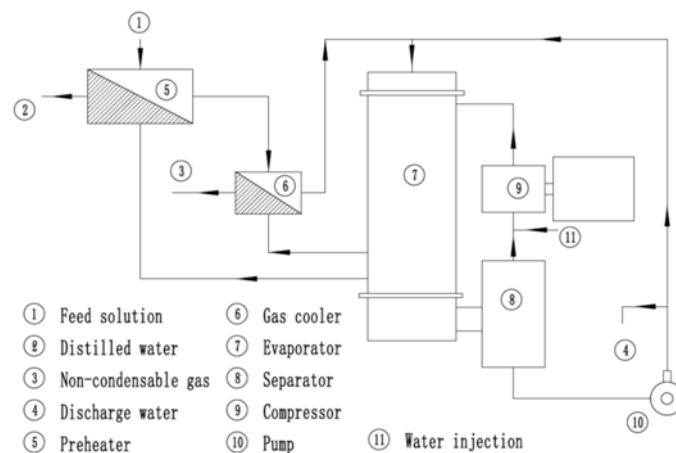 ①
⑤
②
③
⑥
⑦
⑨
⑪
⑧
④
⑩
① Feed solution
② Distilled water
③ Non-condensable gas
④ Discharge water
⑤ Preheater
⑥ Gas cooler
⑦ Evaporator
⑧ Separator
⑨ Compressor
⑩ Pump
⑪ Water injection